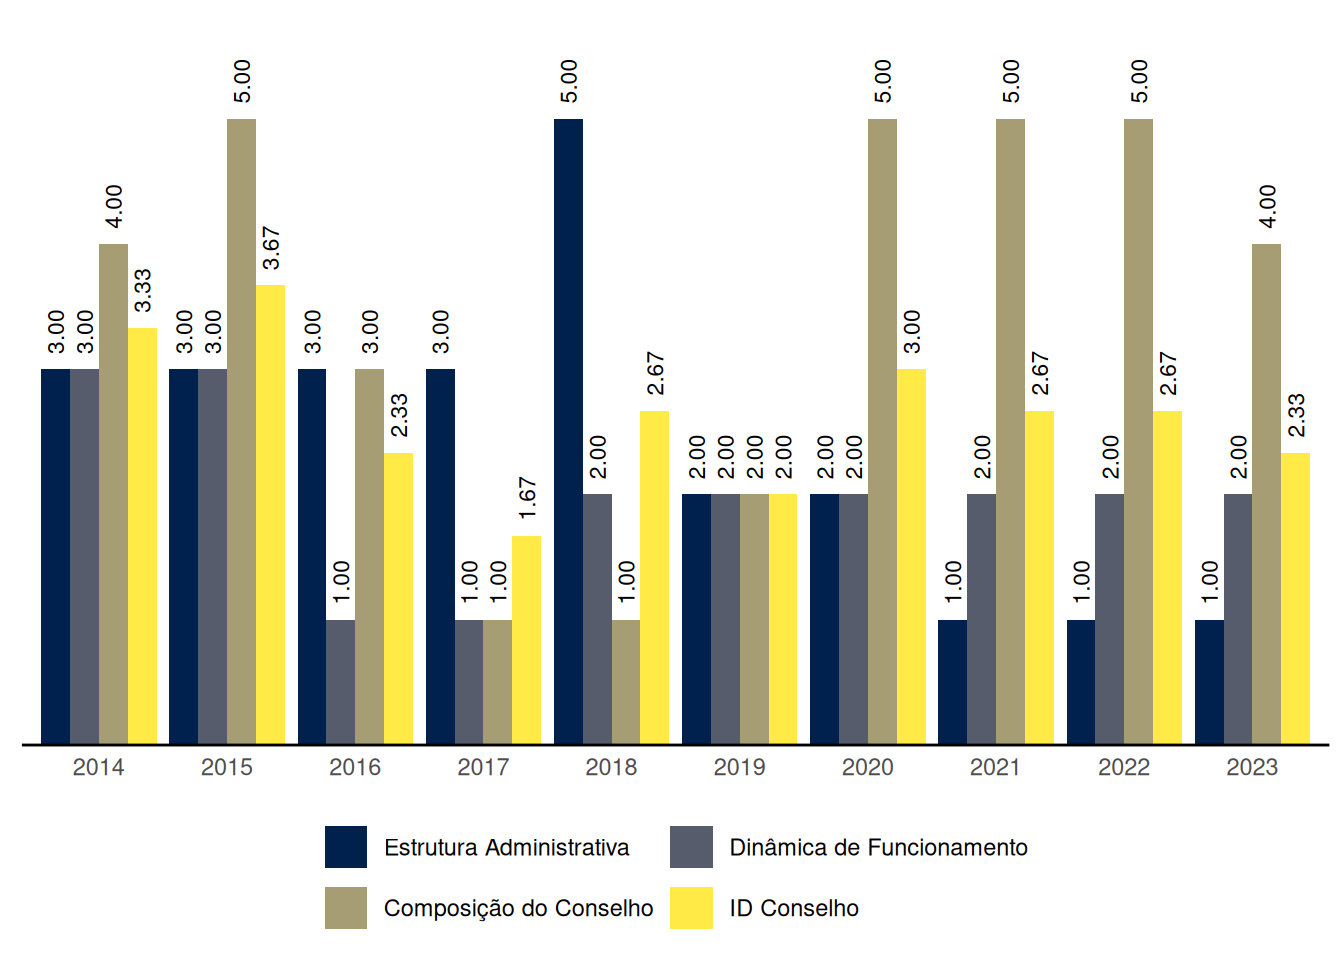 3.00 3.00 4.00 3.33 3.00 3.00 5.00 3.67 3.00 1.00 3.00 2.33 3.00 1.00 1.00 1.67 5.00 2.00 1.00 2.67 2.00 2.00 2.00 2.00 2.00 2.00 5.00 3.00 1.00 2.00 5.00 2.67 1.00 2.00 5.00 2.67 1.00 2.00 4.00 2.33
2014 2015 2016 2017 2018 2019 2020 2021 2022 2023
Estrutura Administrativa Dinâmica de Funcionamento
Composição do Conselho ID Conselho